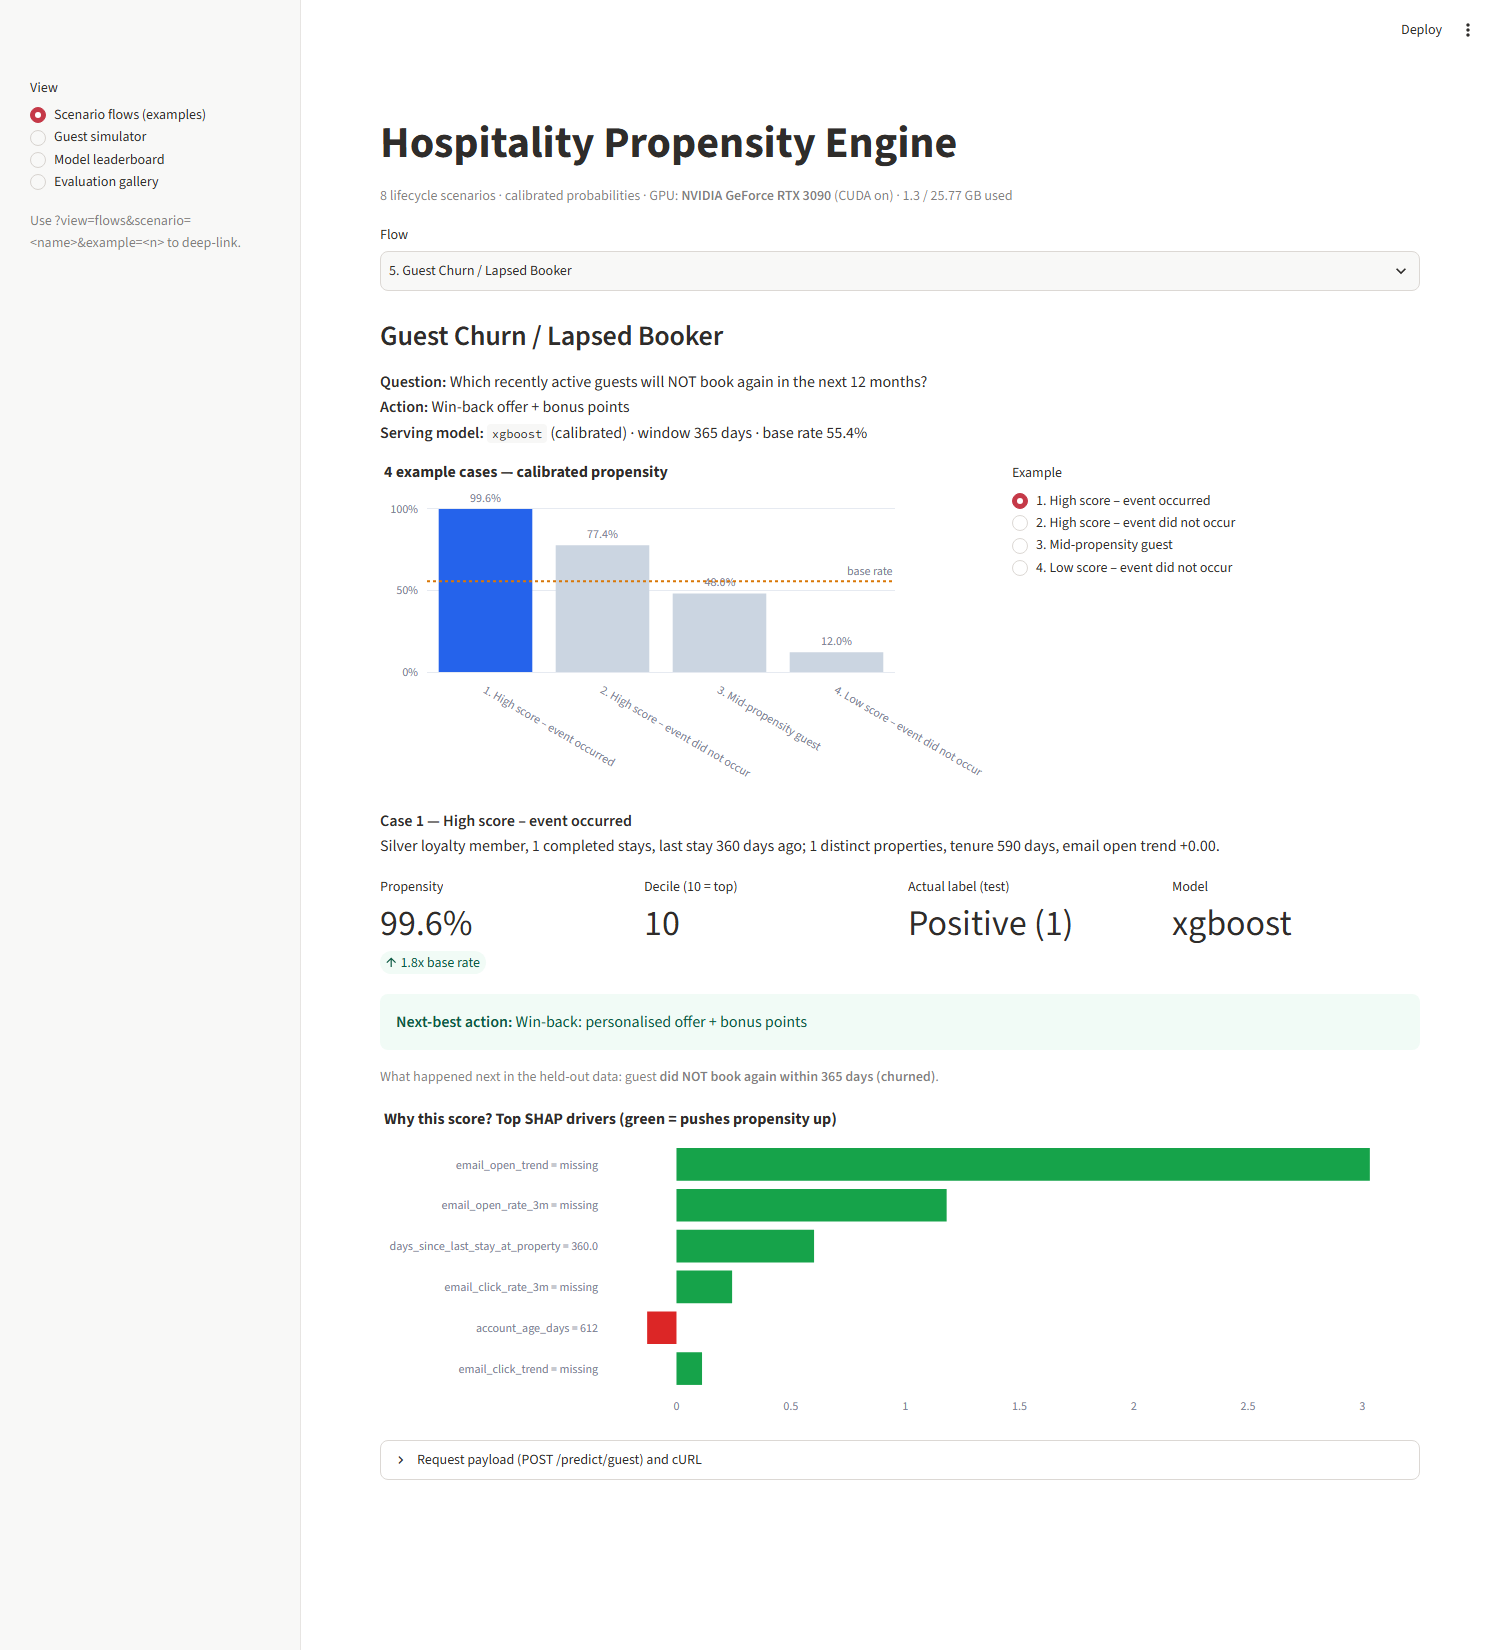 Deploy
View
Scenario flows (examples)
Guest simulator
Model leaderboard
Evaluation gallery
Use ?view=flows&scenario=
<name>&example=<n> to deep-link.
Hospitality Propensity Engine
8 lifecycle scenarios · calibrated probabilities · GPU: NVIDIA GeForce RTX 3090 (CUDA on) · 1.3 / 25.77 GB used
Flow
5. Guest Churn / Lapsed Booker
Guest Churn / Lapsed Booker
Question: Which recently active guests will NOT book again in the next 12 months?
Action: Win-back offer + bonus points
Serving model: xgboost (calibrated) · window 365 days · base rate 55.4%
4 example cases — calibrated propensity
99.6%
100%
77.4%
base rate
48.0%
50%
12.0%
0%
1. High score – event occurred
2. High score – event did not occur
3. Mid-propensity guest
4. Low score – event did not occur
Example
1. High score – event occurred
2. High score – event did not occur
3. Mid-propensity guest
4. Low score – event did not occur
Case 1 — High score – event occurred
Silver loyalty member, 1 completed stays, last stay 360 days ago; 1 distinct properties, tenure 590 days, email open trend +0.00.
Propensity
99.6%
↑ 1.8x base rate
Decile (10 = top)
10
Actual label (test)
Positive (1)
Model
xgboost
Next-best action: Win-back: personalised offer + bonus points
What happened next in the held-out data: guest did NOT book again within 365 days (churned).
Why this score? Top SHAP drivers (green = pushes propensity up)
email_open_trend = missing
email_open_rate_3m = missing
days_since_last_stay_at_property = 360.0
email_click_rate_3m = missing
account_age_days = 612
email_click_trend = missing
0 0.5 1 1.5 2 2.5 3
Request payload (POST /predict/guest) and cURL